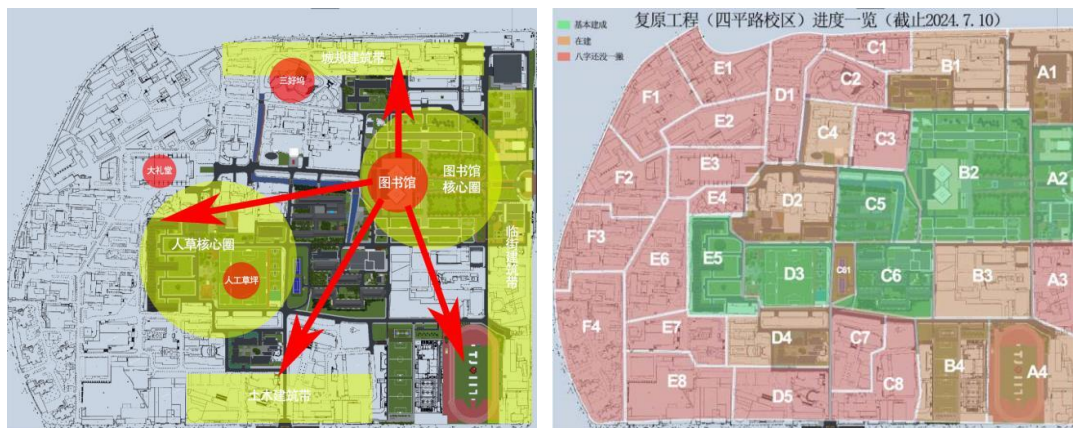 城规建筑带
三好坞
大礼堂
图书馆
图书馆
核心圈
人草核心圈
人工草坪
临街建筑带
土木建筑带
TJIII
复原工程（四平路校区）进度一览（截止2024.7.10）
基本建成
在建
八字还没一撇
C1
E1
B1
D1
C2
A1
F1
E2
C4
C3
E3
B2
A2
F2
E4
D2
C5
F3
E6
E5
D3
C61
C6
B3
A3
F4
E7
D4
C7
B4
A4
E8
D5
C8